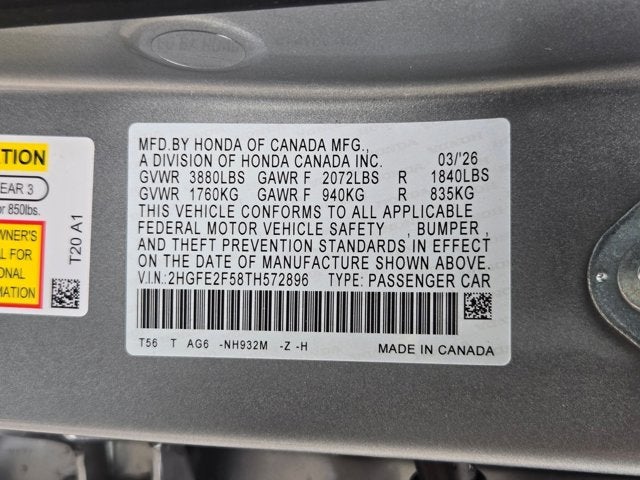 MFD.BY HONDA OF CANADA MFG.,
A DIVISION OF HONDA CANADA INC. 03/'26
GVWR 3880LBS GAWR F 2072LBS R 1840LBS
GVWR 1760KG GAWR F 940KG R 835KG
THIS VEHICLE CONFORMS TO ALL APPLICABLE
FEDERAL MOTOR VEHICLE SAFETY , BUMPER ,
AND THEFT PREVENTION STANDARDS IN EFFECT
ON THE DATE OF MANUFACTURE SHOWN ABOVE.
V.I.N.:2HGFE2F58TH572896 TYPE: PASSENGER CAR
T56 T AG6 -NH932M -Z -H MADE IN CANADA
TION
EAR 3
or 850lbs.
WNER'S
AL FOR
ONAL
MATION
T20 A1